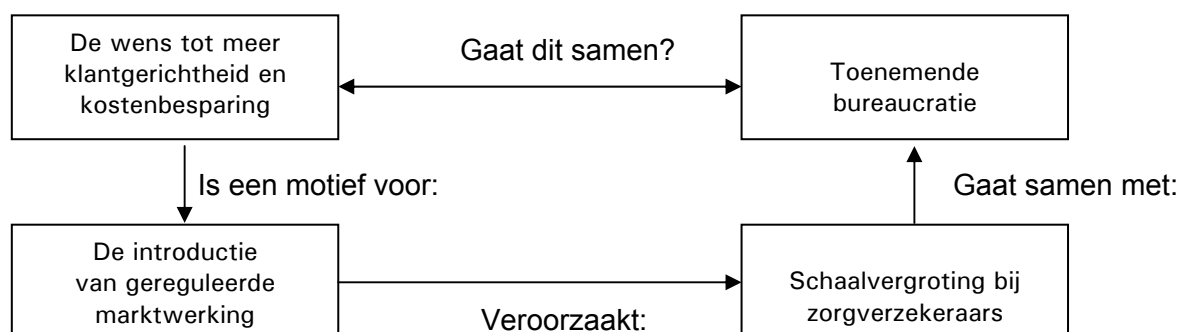 De wens tot meer
klantgerichtheid en
kostenbesparing
Gaat dit samen?
Toenemende
bureaucratie
Is een motief voor:
Gaat samen met:
De introductie
van gereguleerde
marktwerking
Veroorzaakt:
Schaalvergroting bij
zorgverzekeraars